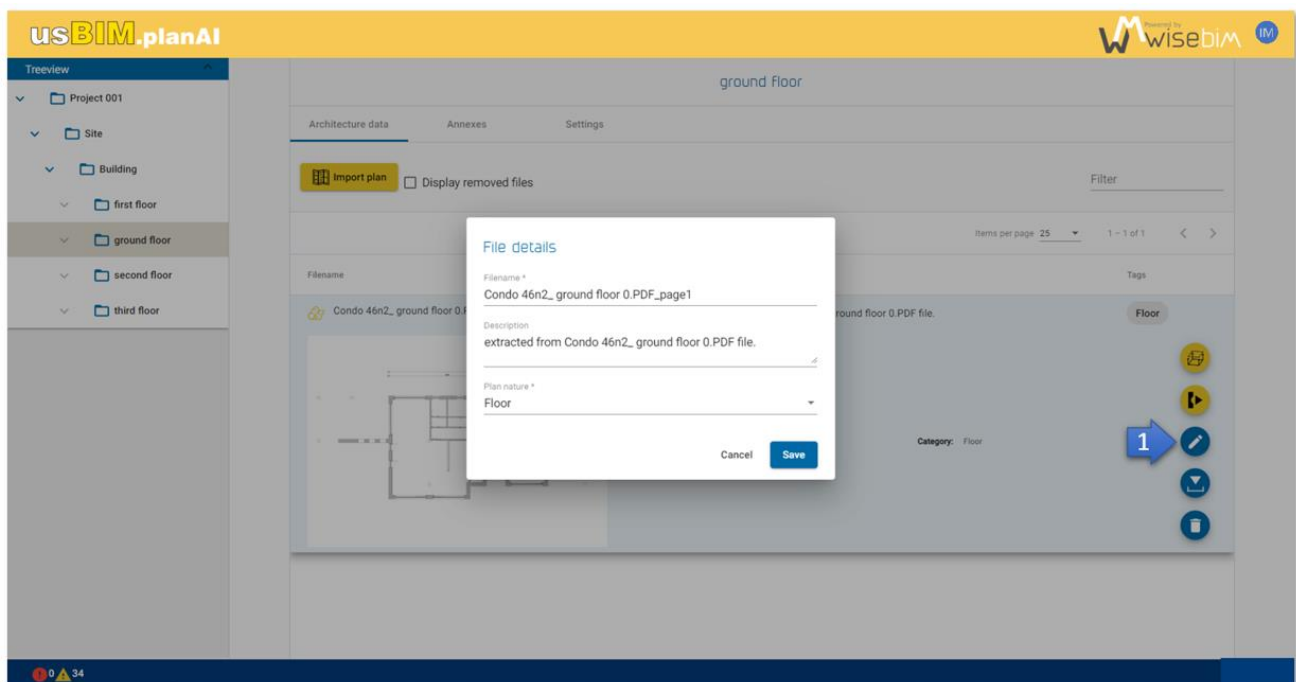 usBIM.planAI
Powered by
wisebim
IM
Treeview
Project 001
Site
Building
first floor
ground floor
second floor
third floor
ground floor
Architecture data Annexes Settings
Import plan
Display removed files
Filter
Items per page 25 1 – 1 of 1
Filename Tags
Condo 46n2_ ground floor 0.P
round floor 0.PDF file.
Floor
File details
Filename *
Condo 46n2_ ground floor 0.PDF_page1
Description
extracted from Condo 46n2_ ground floor 0.PDF file.
Plan nature *
Floor
Cancel Save
Category: Floor
1
0 34